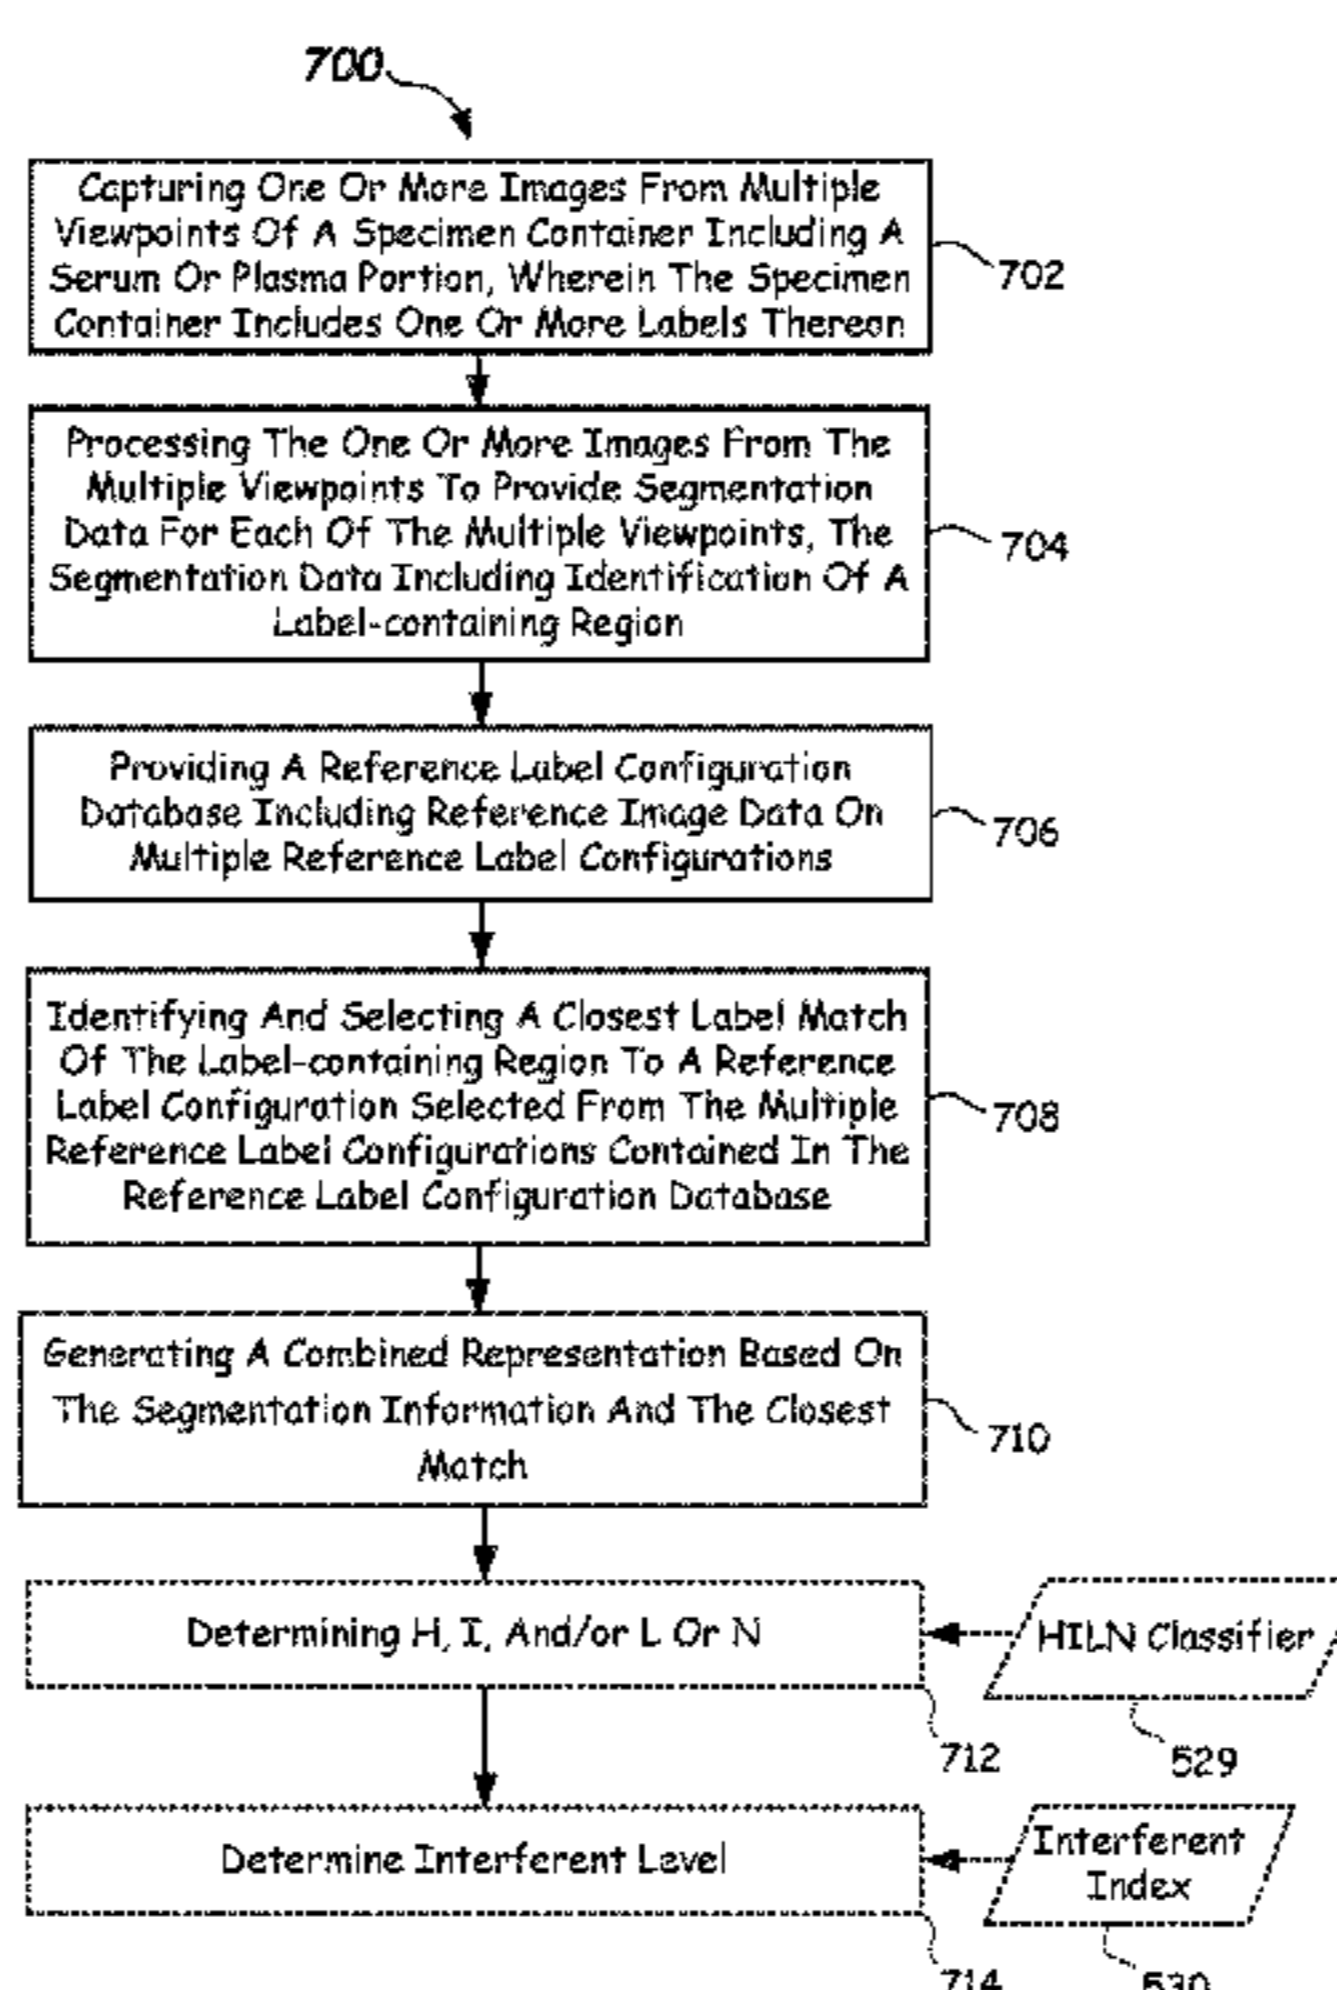 700
Capturing One Or More Images From Multiple
Viewpoints Of A Specimen Container Including A
Serum Or Plasma Portion, Wherein The Specimen
Container Includes One Or More Labels Thereon
702
Processing The One Or More Images From The
Multiple Viewpoints To Provide Segmentation
Data For Each Of The Multiple Viewpoints, The
Segmentation Data Including Identification Of A
Label-containing Region
704
Providing A Reference Label Configuration
Database Including Reference Image Data On
Multiple Reference Label Configurations
706
Identifying And Selecting A Closest Label Match
Of The Label-containing Region To A Reference
Label Configuration Selected From The Multiple
Reference Label Configurations Contained In The
Reference Label Configuration Database
708
Generating A Combined Representation Based On
The Segmentation Information And The Closest
Match
710
Determining H, I, And/or L Or N
HILN Classifier
712
529
Determine Interferent Level
Interferent
Index
714
530